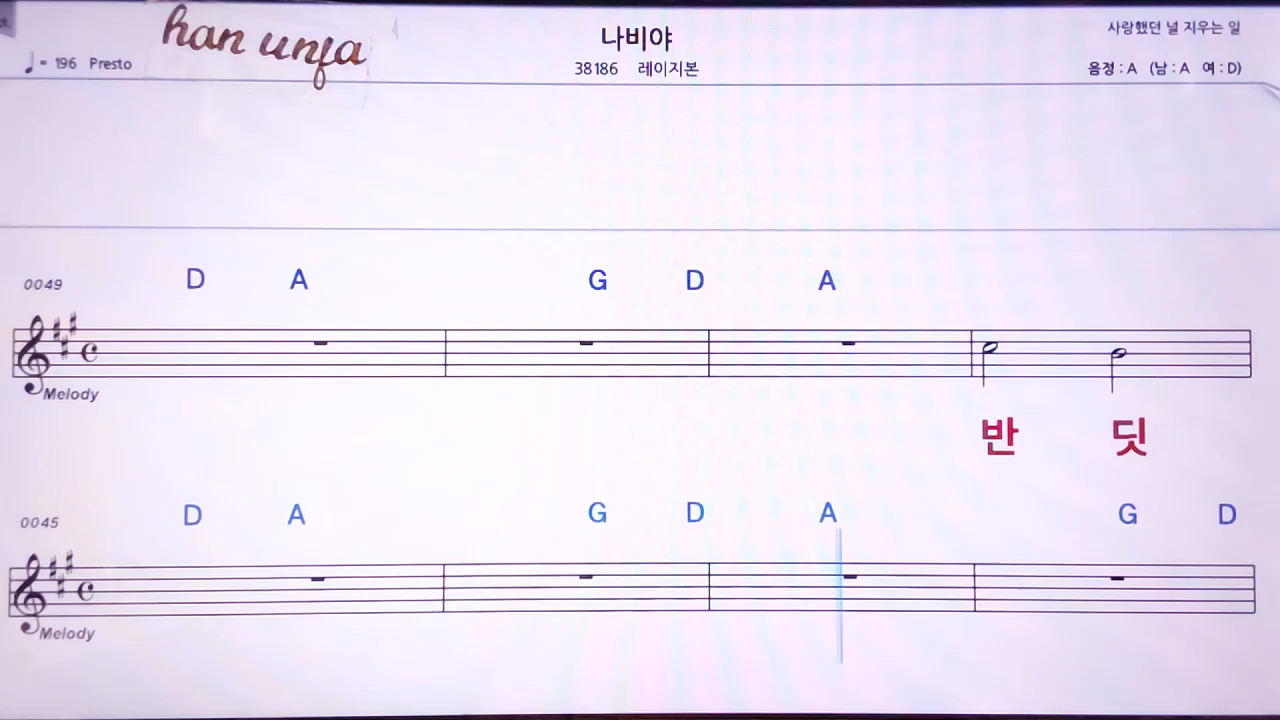 han unja
나비야
사랑했던 널 지우는 일
♩= 196 Presto
38186 레이지본
음정 : A (남 : A 여 : D)
0049 D A G D A
Melody
반 딧
0045 D A G D A G D
Melody